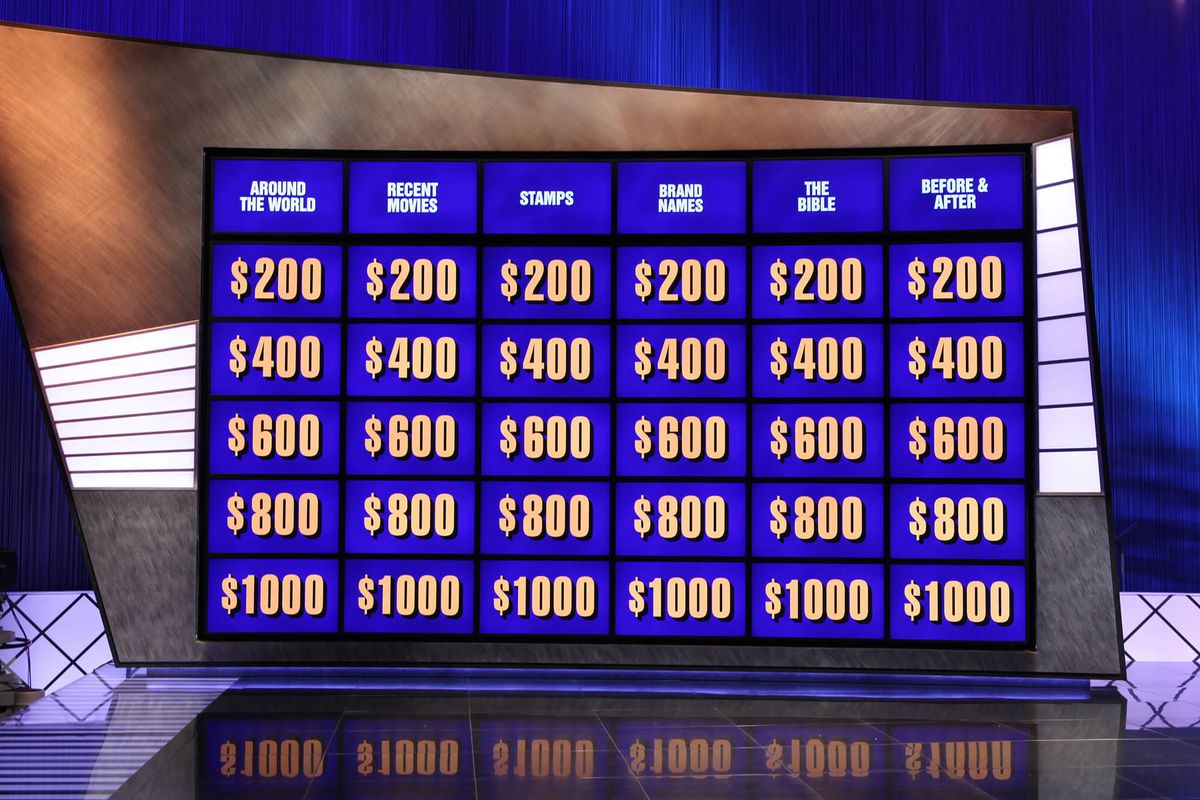 AROUND
THE WORLD
RECENT
MOVIES
STAMPS
BRAND
NAMES
THE
BIBLE
BEFORE &
AFTER
$200 $200 $200 $200 $200 $200
$400 $400 $400 $400 $400 $400
$600 $600 $600 $600 $600 $600
$800 $800 $800 $800 $800 $800
$1000 $1000 $1000 $1000 $1000 $1000